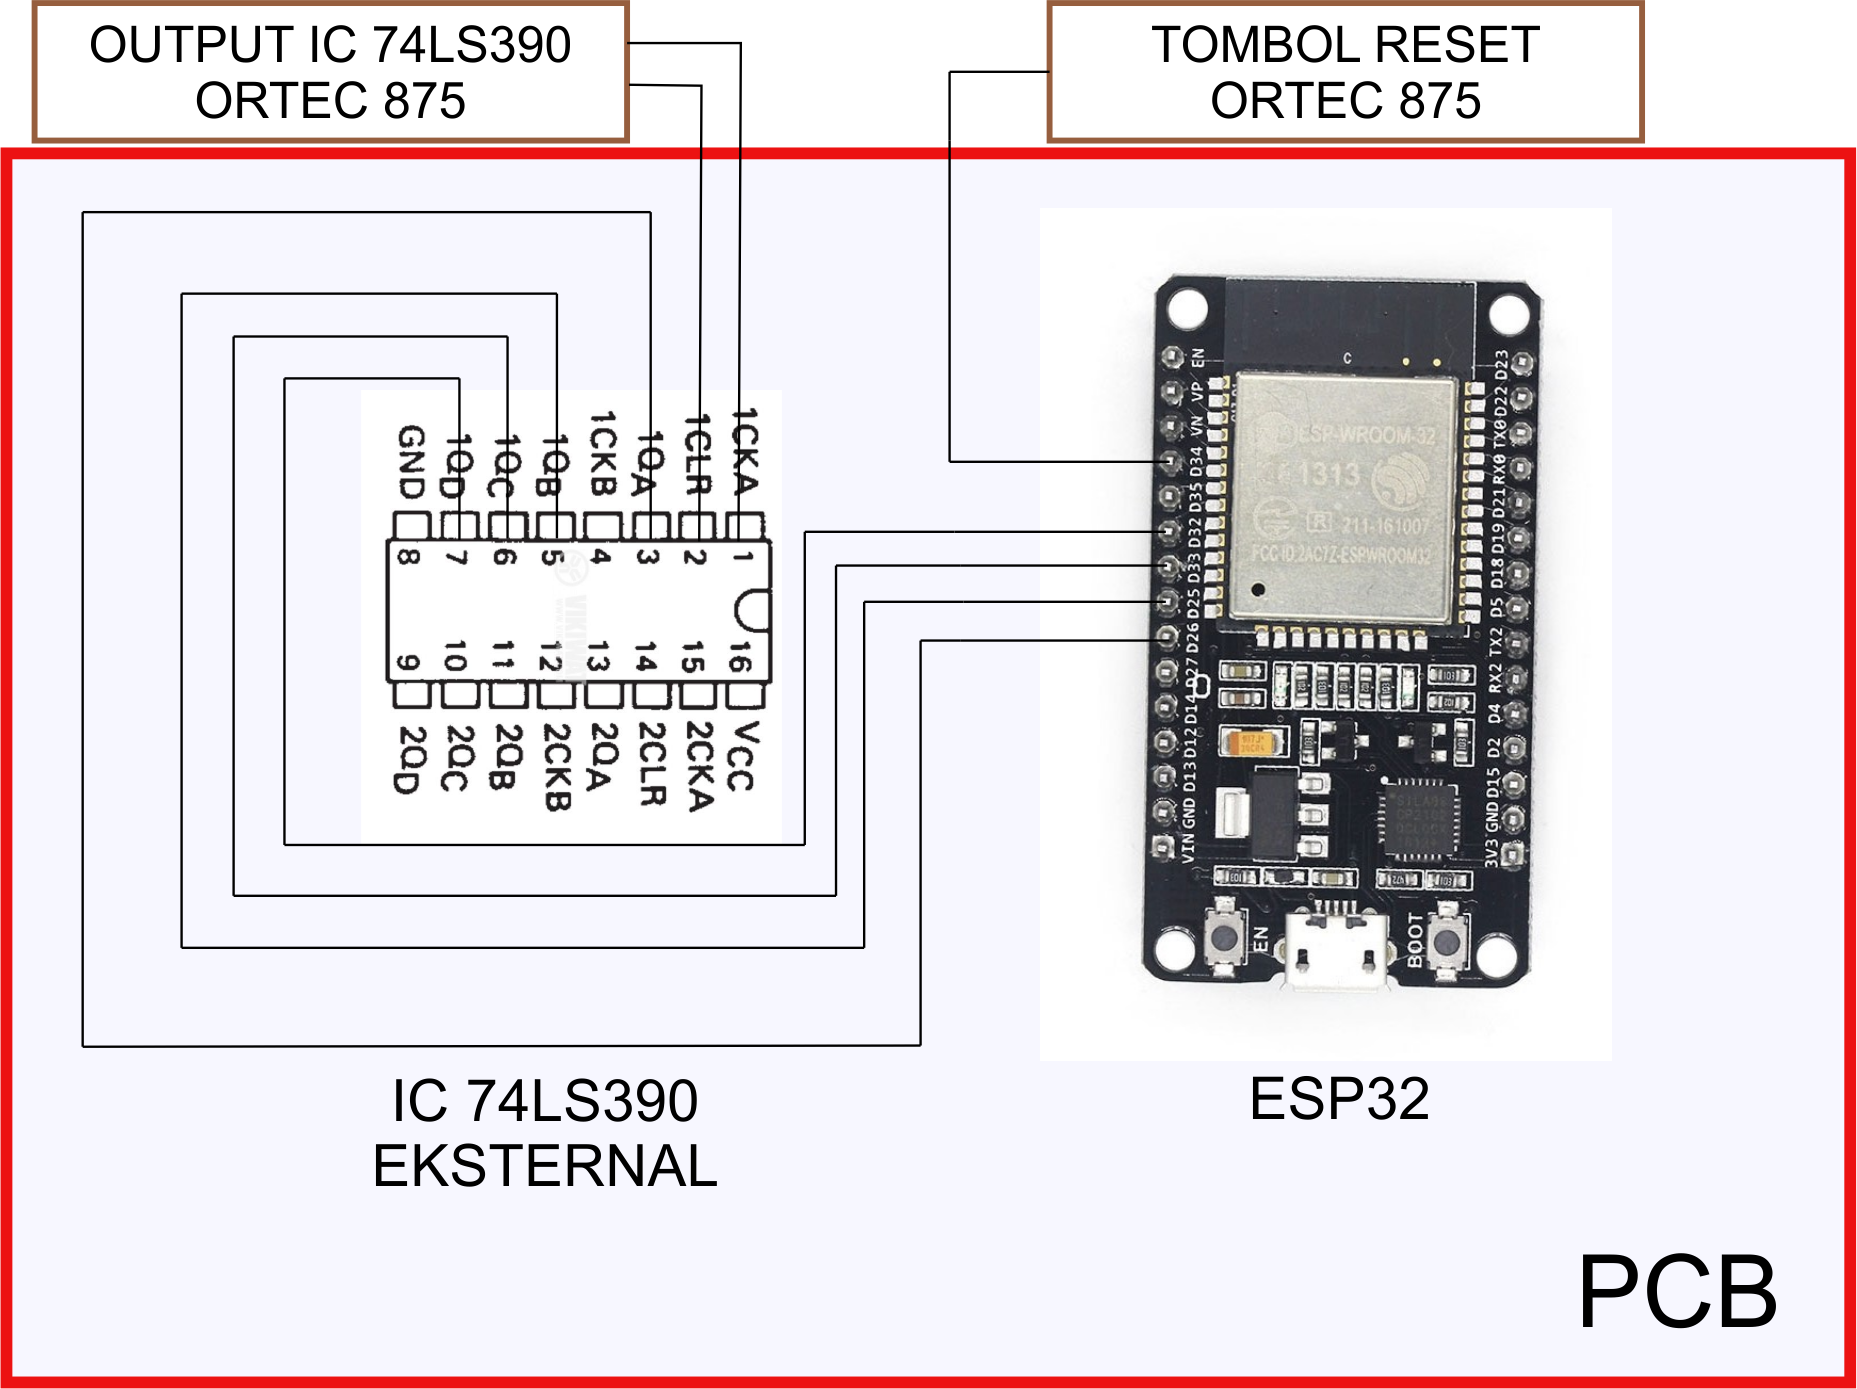 OUTPUT IC 74LS390
ORTEC 875
TOMBOL RESET
ORTEC 875
GND
1QD
1QC
1QB
1CKB
1QA
1CLR
1CKA
8
7
6
5
4
3
2
1
9
10
11
12
13
14
15
16
2QD
2QC
2QB
2CKB
2QA
2CLR
2CKA
VCC
EN
VP
VN
D34
D35
D32
D33
D25
D26
D27
D14
D12
D13
GND
VIN
C
ESP-WROOM-32
1313
R
211-161007
FCC ID:2AC7Z-ESPWROOM32
D23
D22
TX0
RX0
D21
D19
D18
D5
TX2
RX2
D4
D2
D15
GND
3V3
EN
BOOT
IC 74LS390
EKSTERNAL
ESP32
PCB